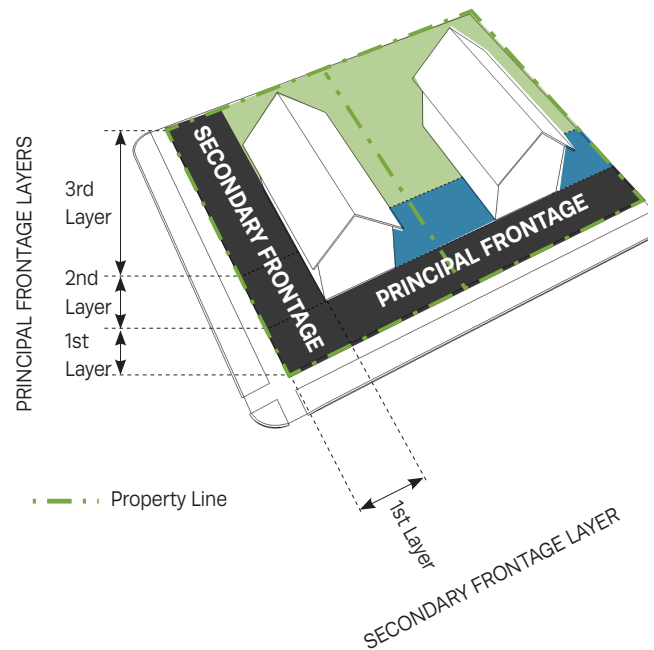 SECONDARY FRONTAGE
PRINCIPAL FRONTAGE
PRINCIPAL FRONTAGE LAYERS
3rd
Layer
2nd
Layer
1st
Layer
Property Line
1st Layer
SECONDARY FRONTAGE LAYER